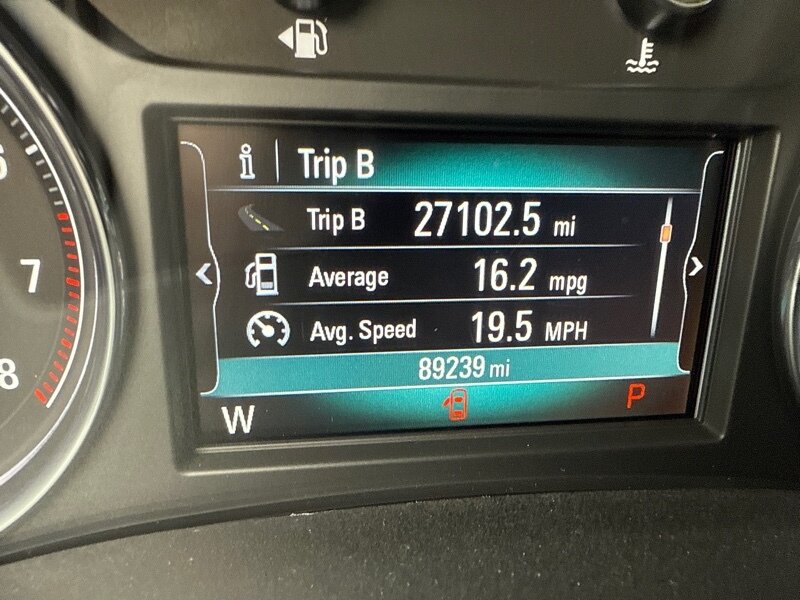 i | Trip B
Trip B 27102.5 mi
Average 16.2 mpg
Avg. Speed 19.5 MPH
89239 mi
W P
7
8